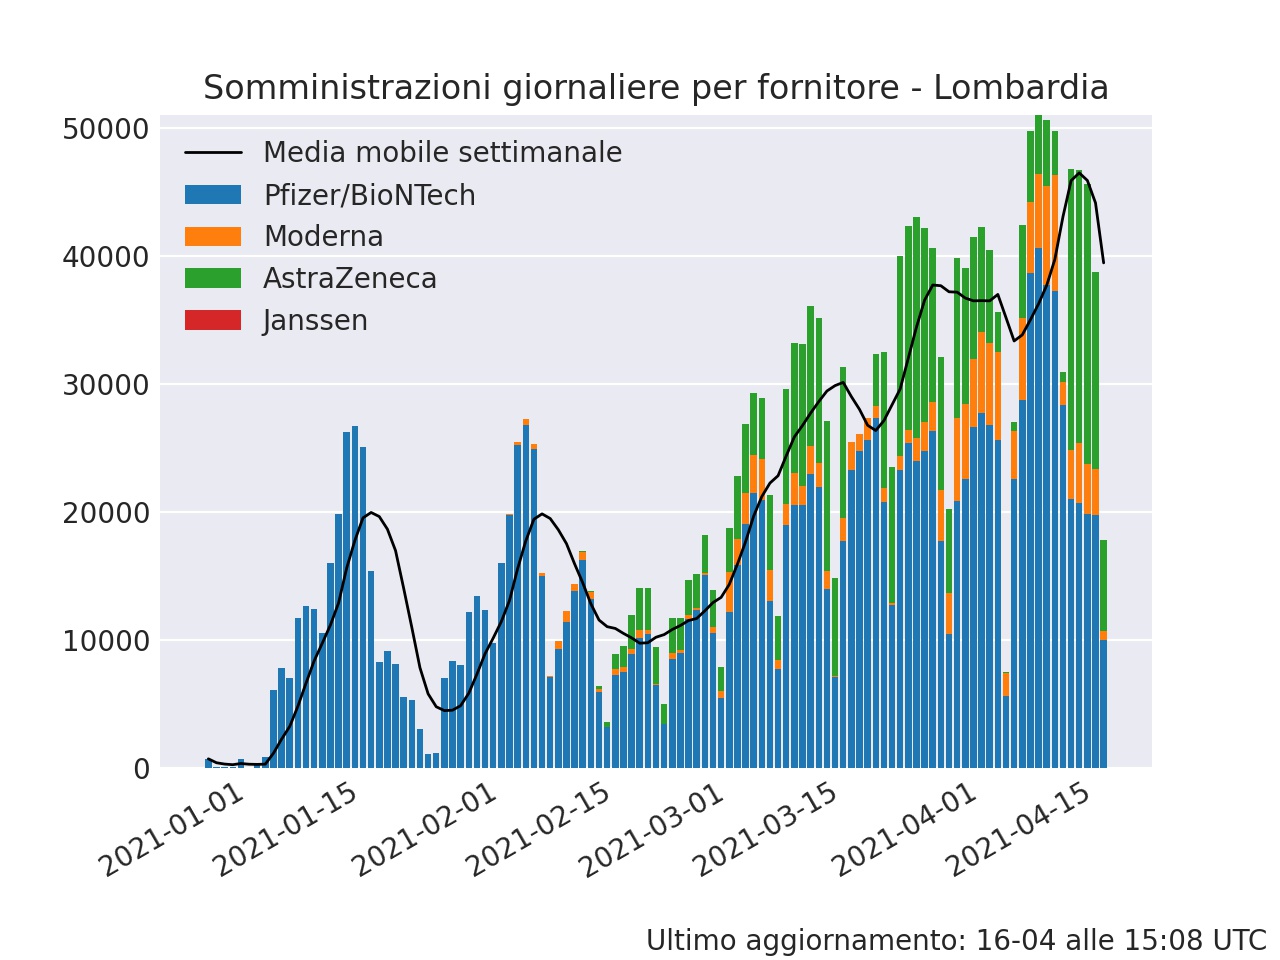 Somministrazioni giornaliere per fornitore - Lombardia
50000
40000
30000
20000
10000
0
Media mobile settimanale
Pfizer/BioNTech
Moderna
AstraZeneca
Janssen
2021-01-01
2021-01-15
2021-02-01
2021-02-15
2021-03-01
2021-03-15
2021-04-01
2021-04-15
Ultimo aggiornamento: 16-04 alle 15:08 UTC